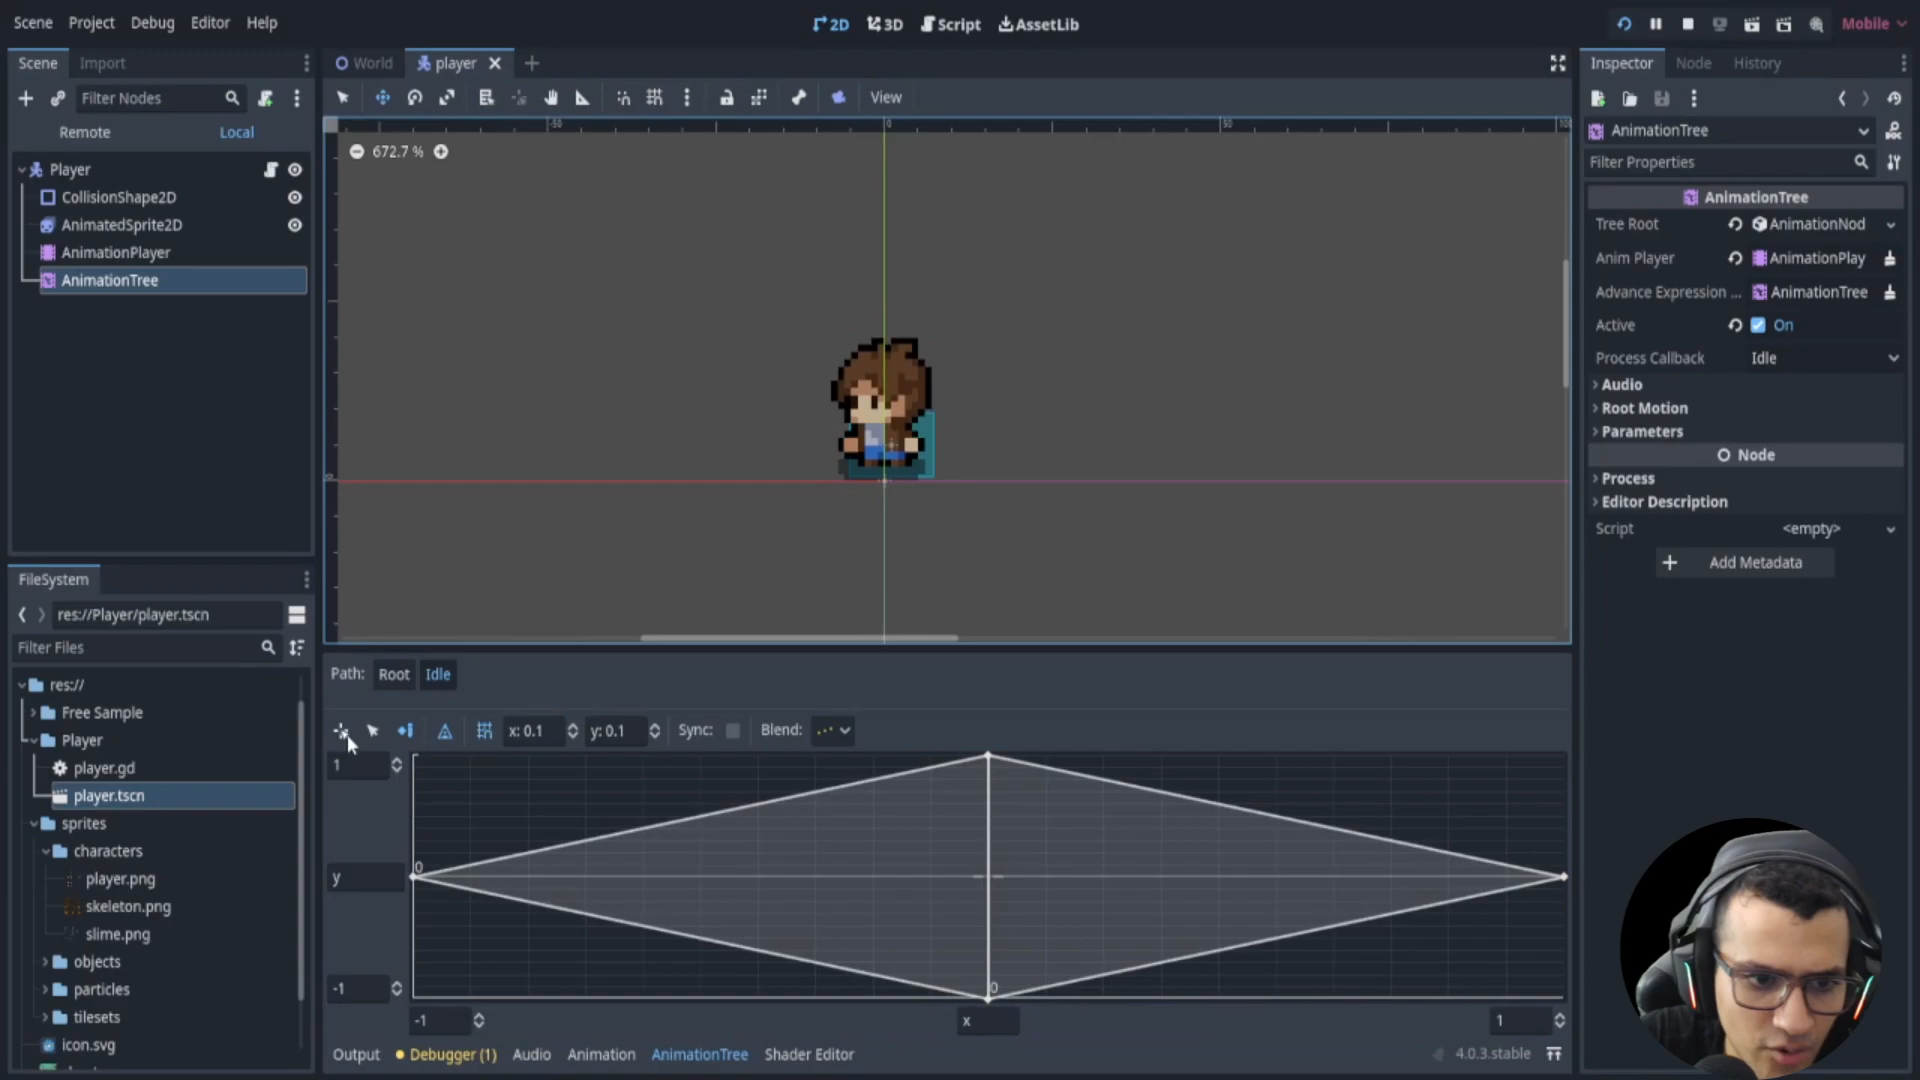 Scene Project Debug Editor Help
2D 3D Script AssetLib
Mobile
Scene Import
World player
Inspector Node History
Filter Nodes
View
Remote Local
AnimationTree
Filter Properties
-50 0 50 100
672.7 %
Player
CollisionShape2D
AnimatedSprite2D
AnimationPlayer
AnimationTree
AnimationTree
Tree Root AnimationNod
Anim Player AnimationPlay
Advance Expression ... AnimationTree
Active On
Process Callback Idle
Audio
Root Motion
Parameters
Node
Process
Editor Description
Script <empty>
Add Metadata
FileSystem
res://Player/player.tscn
Filter Files
res://
Free Sample
Player
player.gd
player.tscn
sprites
characters
player.png
skeleton.png
slime.png
objects
particles
tilesets
icon.svg
Path: Root Idle
x: 0.1 y: 0.1 Sync: Blend:
1
0
y
-1
0
-1 x 1
Output Debugger (1) Audio Animation AnimationTree Shader Editor
4.0.3.stable